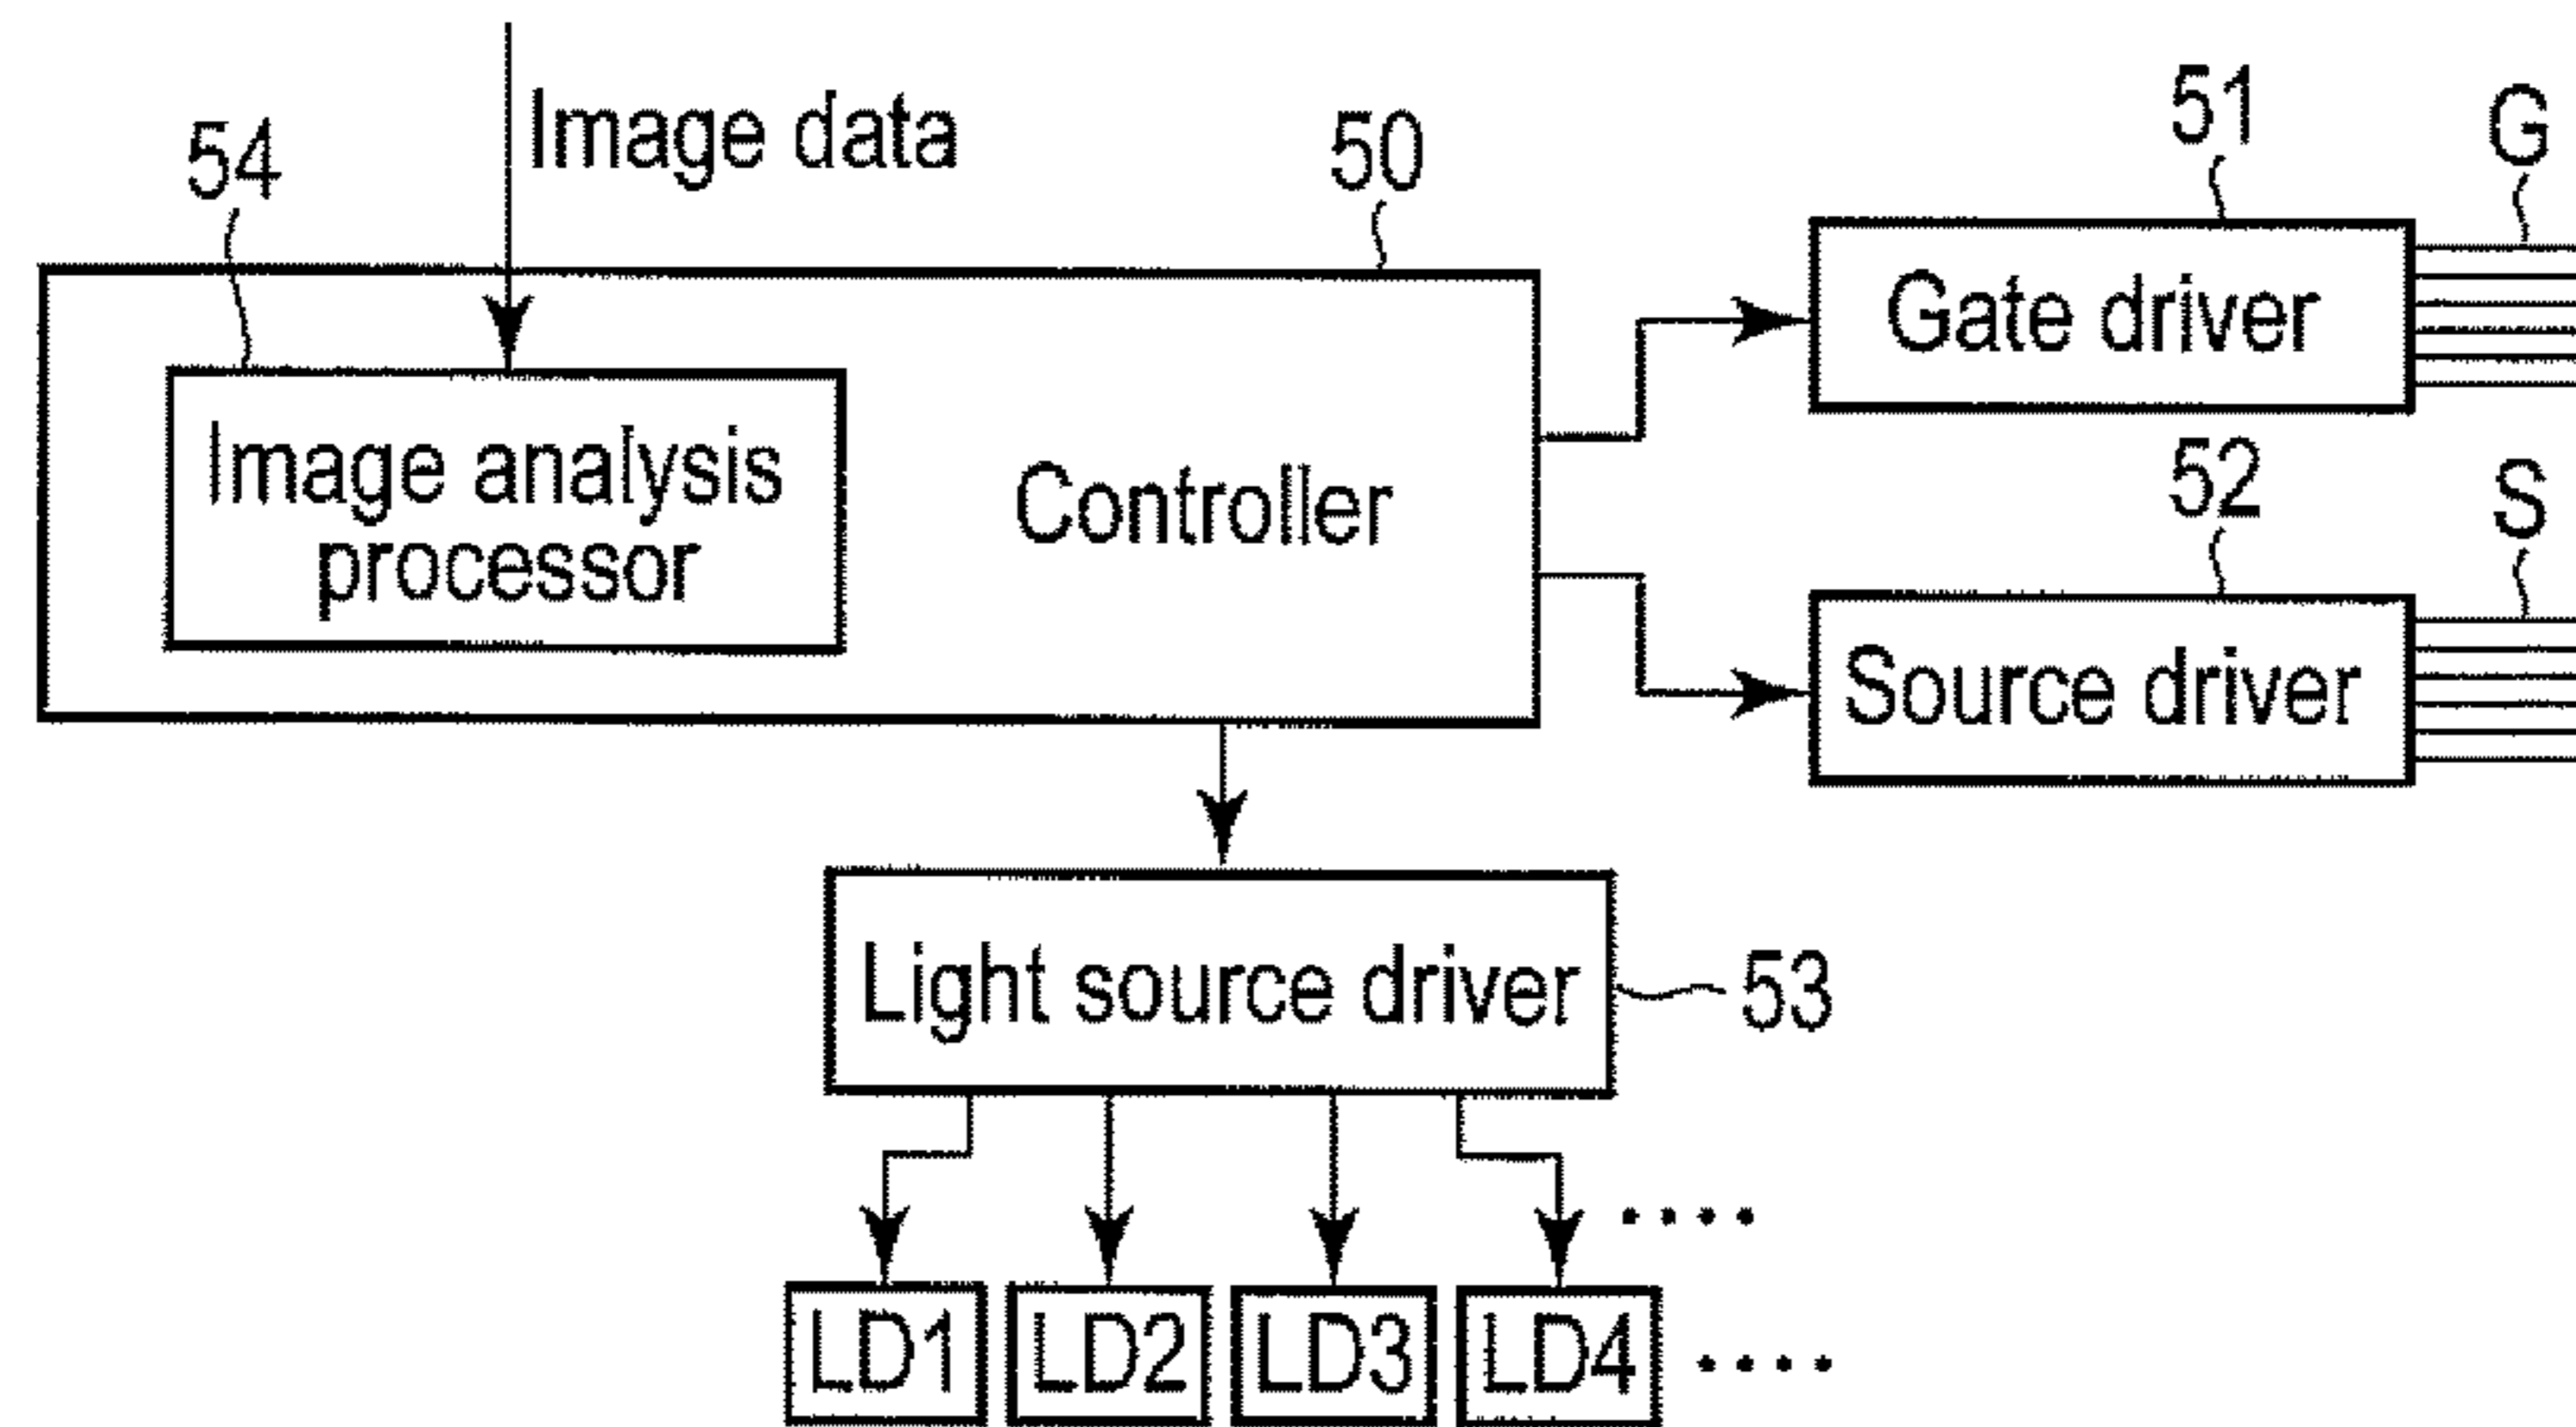 Image data
54
50
51
G
Gate driver
Image analysis
processor
Controller
52
S
Source driver
Light source driver
53
LD1
LD2
LD3
LD4